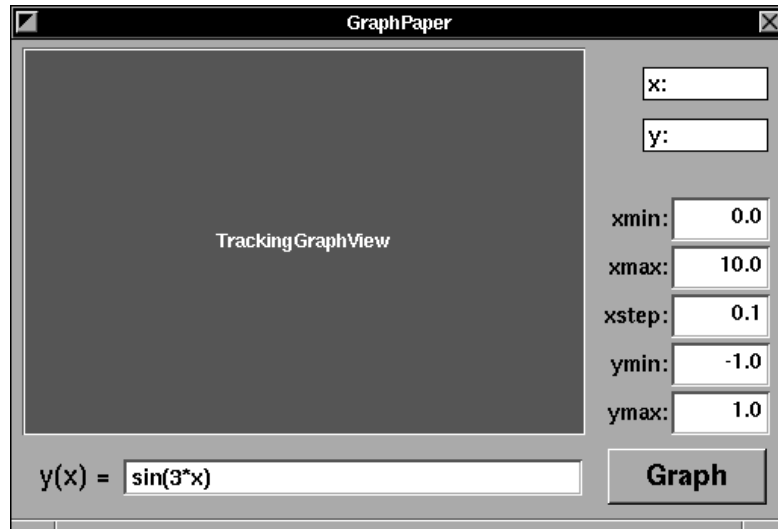 GraphPaper
x:
y:
TrackingGraphView
xmin: 0.0
xmax: 10.0
xstep: 0.1
ymin: -1.0
ymax: 1.0
y(x) = sin(3*x)
Graph